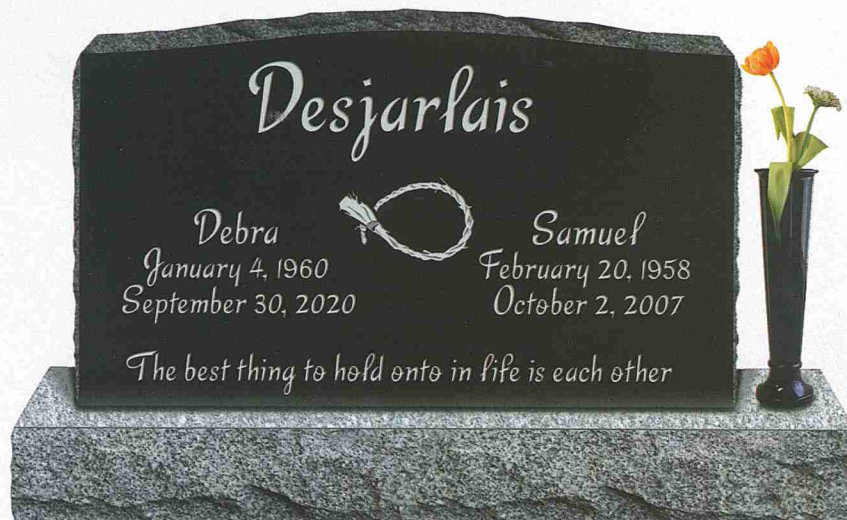 Desjarlais
Debra
January 4, 1960
September 30, 2020
Samuel
February 20, 1958
October 2, 2007
The best thing to hold onto in life is each other